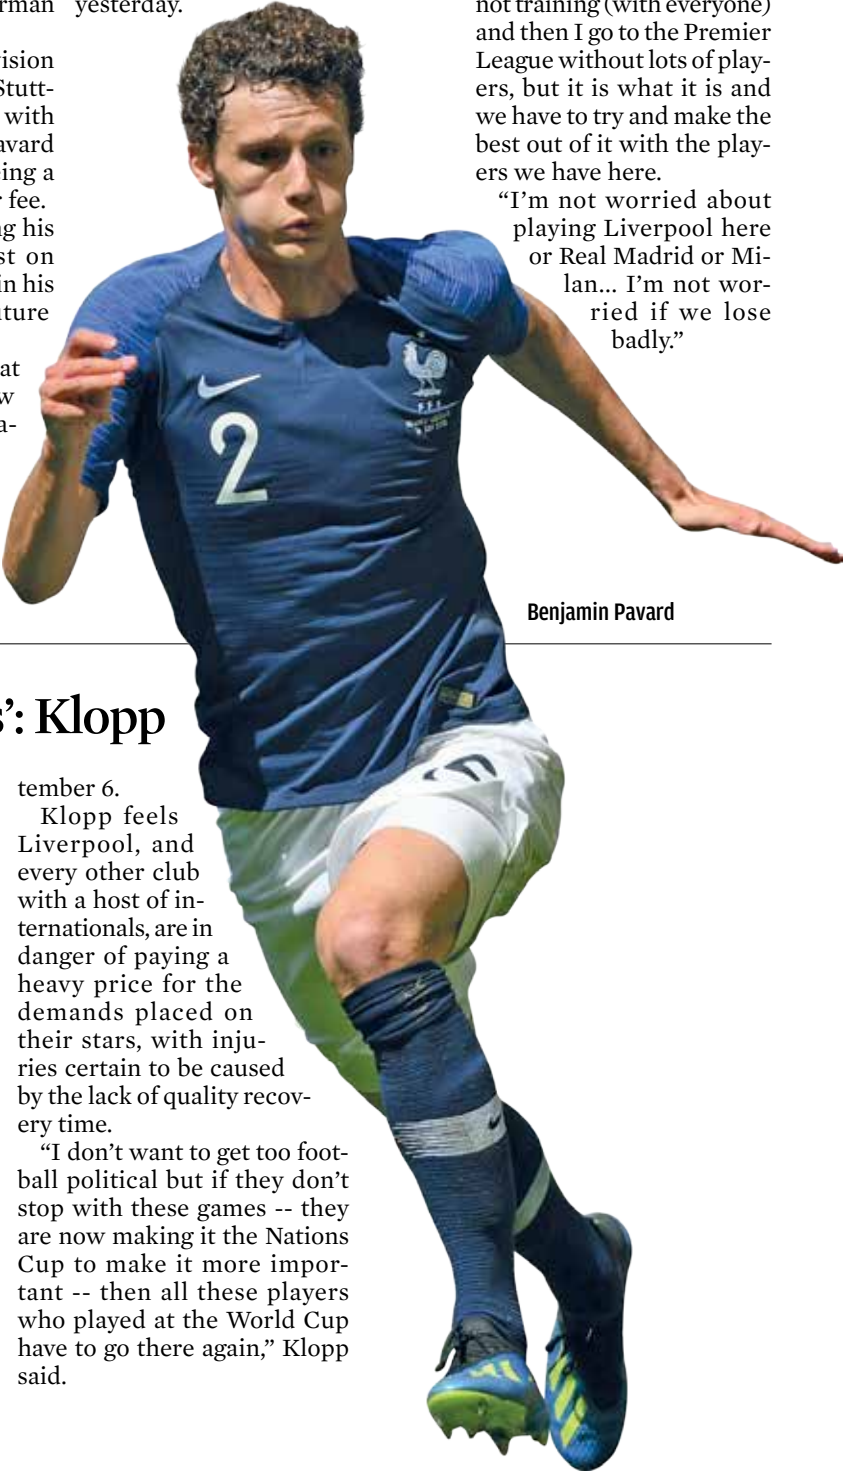 rman
ision
Stutt-
with
avard
ing a
fee.
g his
st on
in his
uture
at
w
a-
yesterday.
not training (with everyone)
and then I go to the Premier
League without lots of play-
ers, but it is what it is and
we have to try and make the
best out of it with the play-
ers we have here.
“I’m not worried about
playing Liverpool here
or Real Madrid or Mi-
lan... I’m not wor-
ried if we lose
badly.”
2
F.F.F.
Benjamin Pavard
s’: Klopp
tember 6.
Klopp feels
Liverpool, and
every other club
with a host of in-
ternationals, are in
danger of paying a
heavy price for the
demands placed on
their stars, with inju-
ries certain to be caused
by the lack of quality recov-
ery time.
“I don’t want to get too foot-
ball political but if they don’t
stop with these games -- they
are now making it the Nations
Cup to make it more impor-
tant -- then all these players
who played at the World Cup
have to go there again,” Klopp
said.